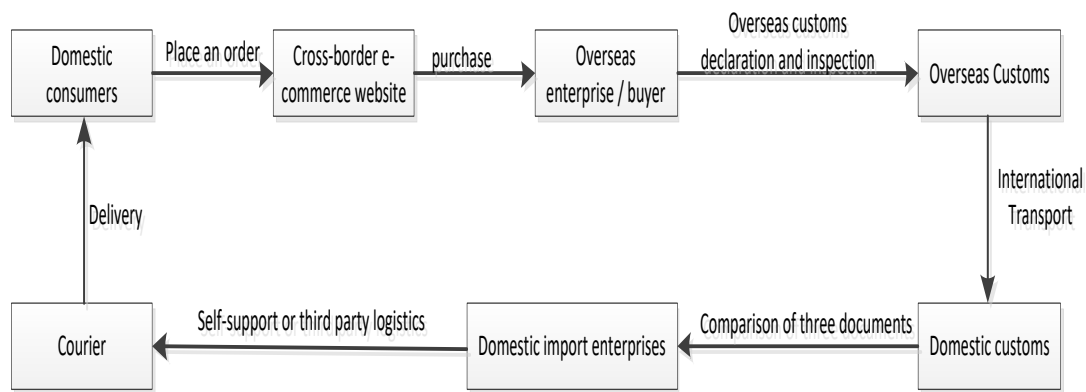 Domestic
consumers
Place an order
Cross-border e-
commerce website
purchase
Overseas
enterprise / buyer
Overseas customs
declaration and inspection
Overseas Customs
International
Transport
Delivery
Courier
Self-support or third party logistics
Domestic import enterprises
Comparison of three documents
Domestic customs